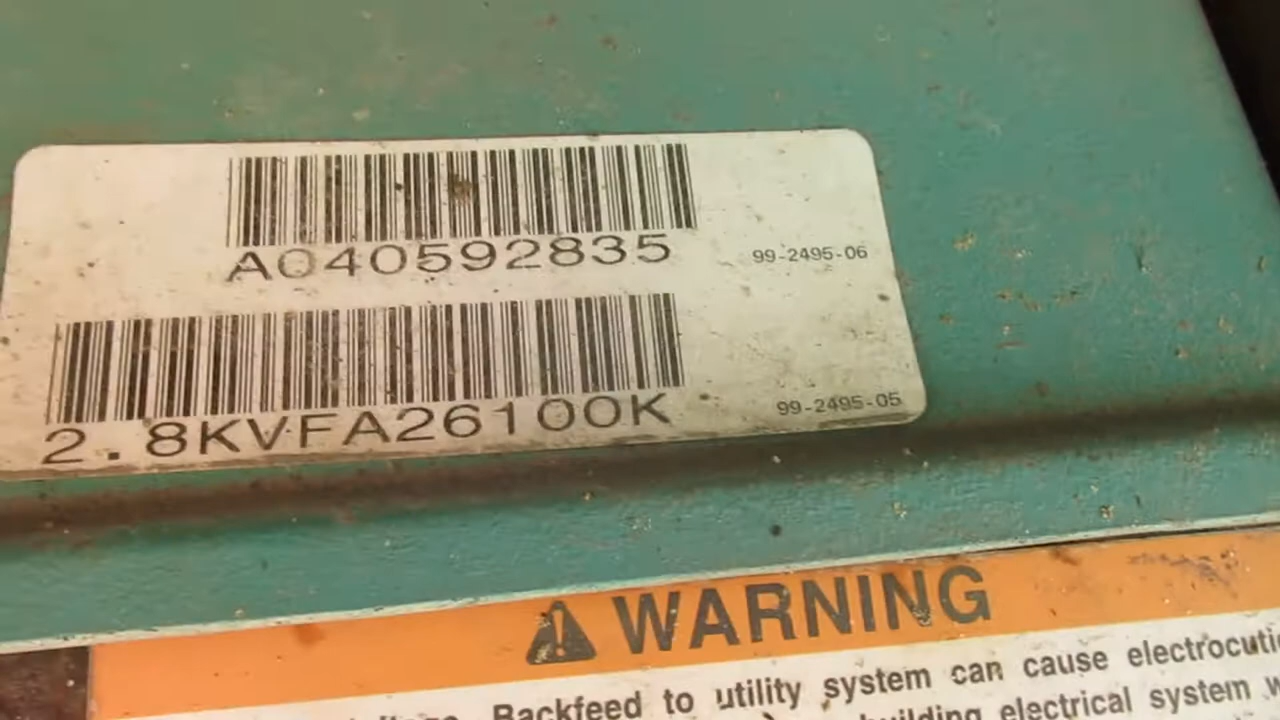 A040592835
99-2495-06
2.8KVFA26100K
99-2495-05
WARNING
Backfeed to utility system can cause
building electrical system